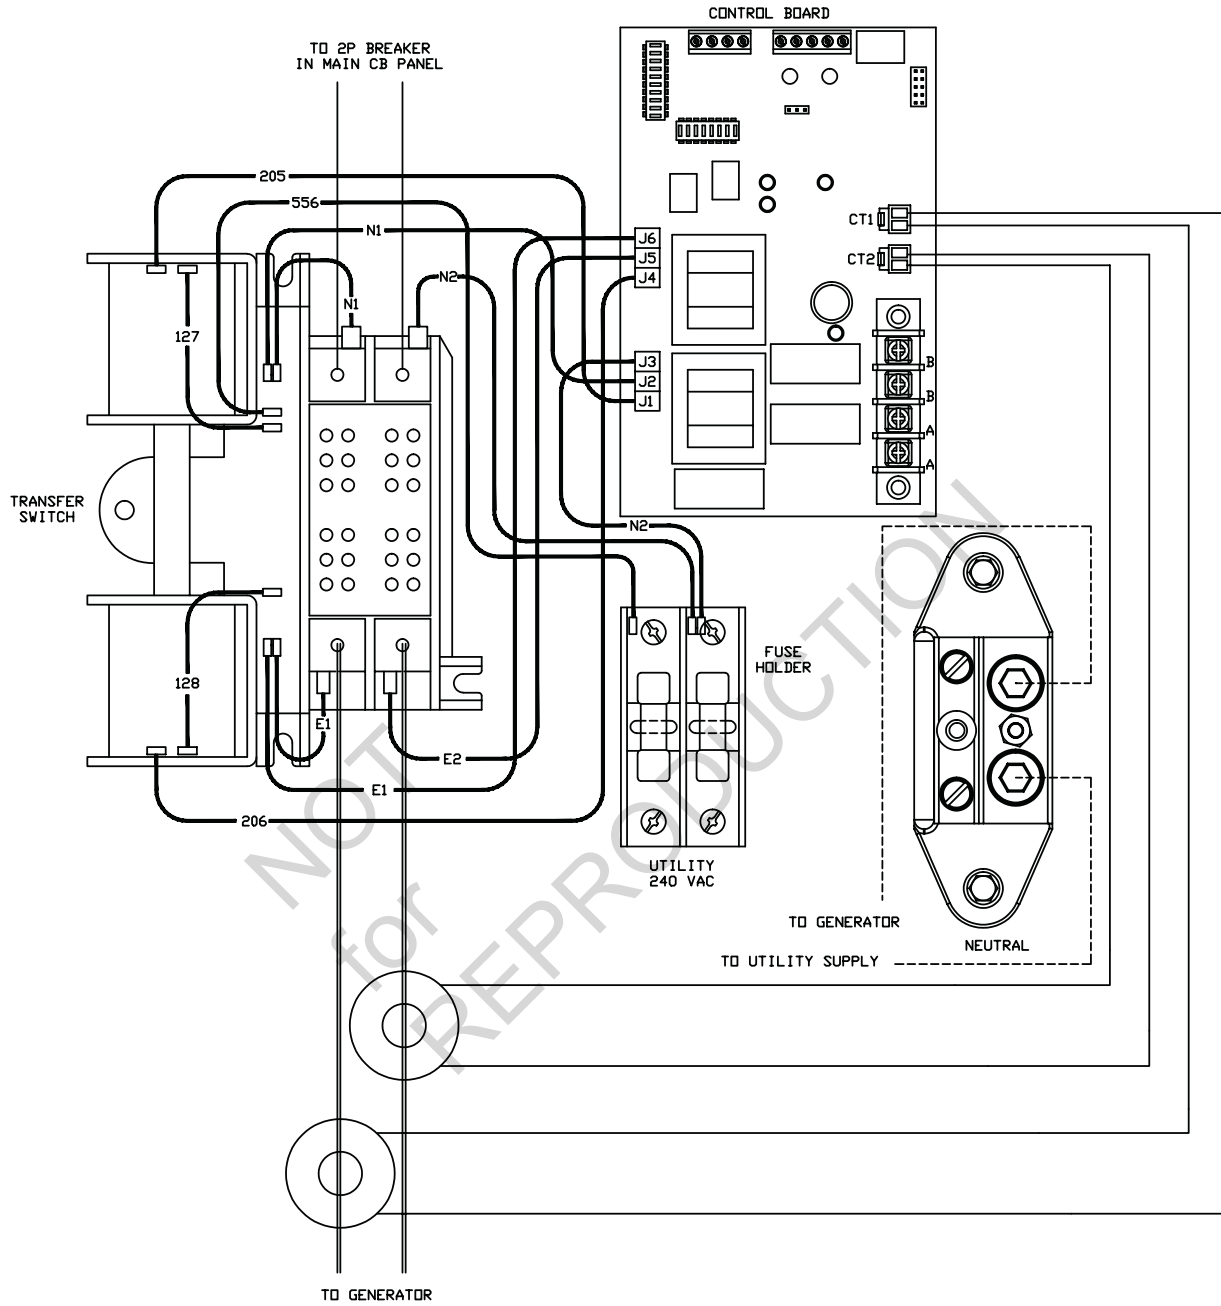 CONTROL BOARD
TO 2P BREAKER
IN MAIN CB PANEL
205
556
N1
CT1
J6
J5
CT2
J4
N2
N1
127
J3
B
J2
B
J1
A
A
TRANSFER
SWITCH
N2
FUSE
HOLDER
128
E1
E2
E1
206
UTILITY
240 VAC
TO GENERATOR
NEUTRAL
TO UTILITY SUPPLY
TO GENERATOR
NOT
for
REPRODUCTION